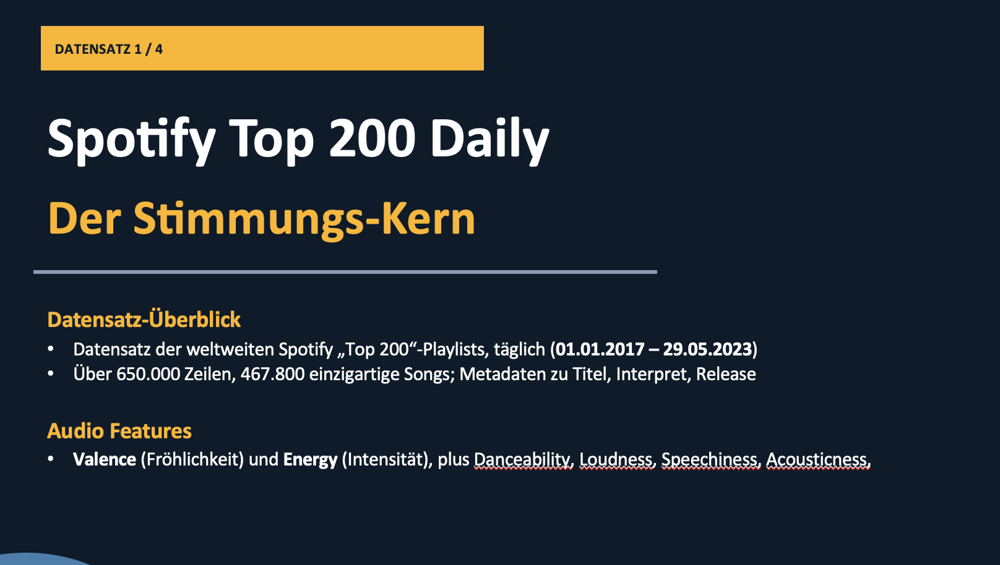 DATENSATZ 1 / 4
Spotify Top 200 Daily
Der Stimmungs-Kern
Datensatz-Überblick
• Datensatz der weltweiten Spotify „Top 200“-Playlists, täglich (01.01.2017 – 29.05.2023)
• Über 650.000 Zeilen, 467.800 einzigartige Songs; Metadaten zu Titel, Interpret, Release
Audio Features
• Valence (Fröhlichkeit) und Energy (Intensität), plus Danceability, Loudness, Speechiness, Acousticness,